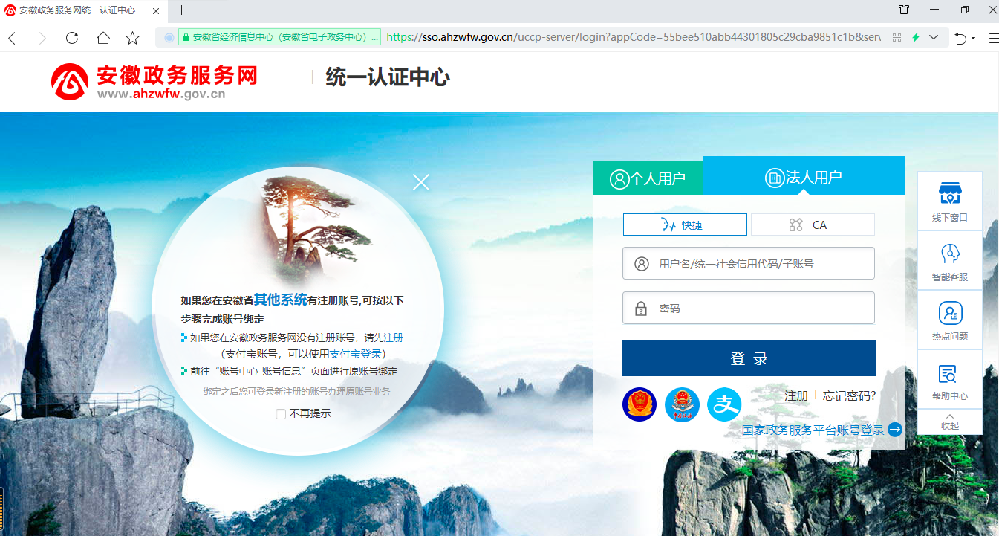 安徽政务服务网统一认证中心
安徽省经济信息中心（安徽省电子政务中心）... https://sso.ahzwfw.gov.cn/uccp-server/login?appCode=55bee510abb44301805c29cba9851c1b&serv
安徽政务服务网
www.ahzwfw.gov.cn
统一认证中心
如果您在安徽省其他系统有注册账号,可按以下
步骤完成账号绑定
如果您在安徽政务服务网没有注册账号，请先注册
（支付宝账号，可以使用支付宝登录）
前往“账号中心-账号信息”页面进行原账号绑定
绑定之后您可登录新注册的账号办理原账号业务
不再提示
个人用户
法人用户
快捷
CA
用户名/统一社会信用代码/子账号
密码
登 录
支
注册
忘记密码?
国家政务服务平台账号登录
线下窗口
智能客服
热点问题
帮助中心
收起